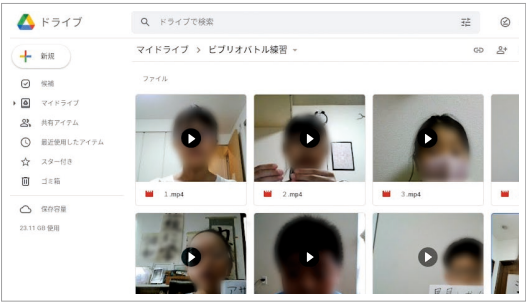 ドライブ
ドライブで検索
新規
マイドライブ > ビブリオバトル練習
ファイル
候補
マイドライブ
共有アイテム
最近使用したアイテム
スター付き
ゴミ箱
保存容量
23.11 GB 使用
1.mp4
2.mp4
3.mp4